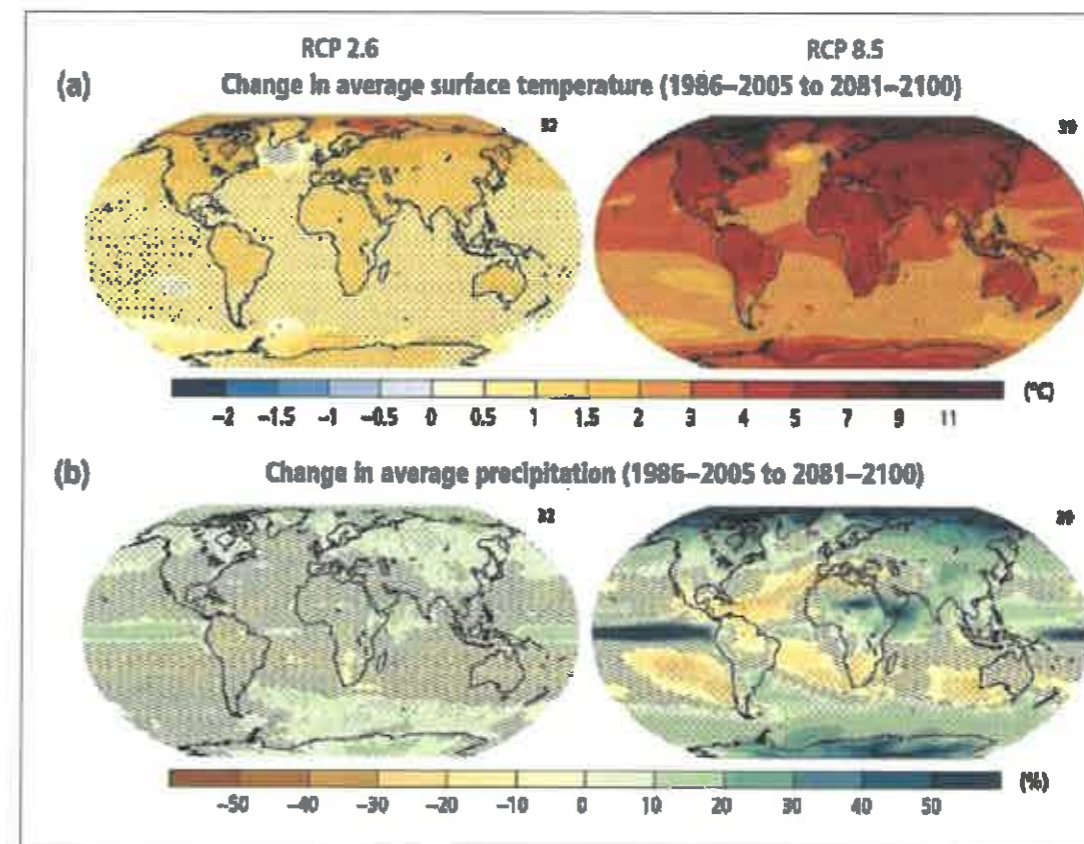 RCP 2.6 RCP 8.5
(a) Change in average surface temperature (1986–2005 to 2081–2100)
32 39
(°C)
−2 −1.5 −1 −0.5 0 0.5 1 1.5 2 3 4 5 7 9 11
(b) Change in average precipitation (1986–2005 to 2081–2100)
32 39
(%)
−50 −40 −30 −20 −10 0 10 20 30 40 50